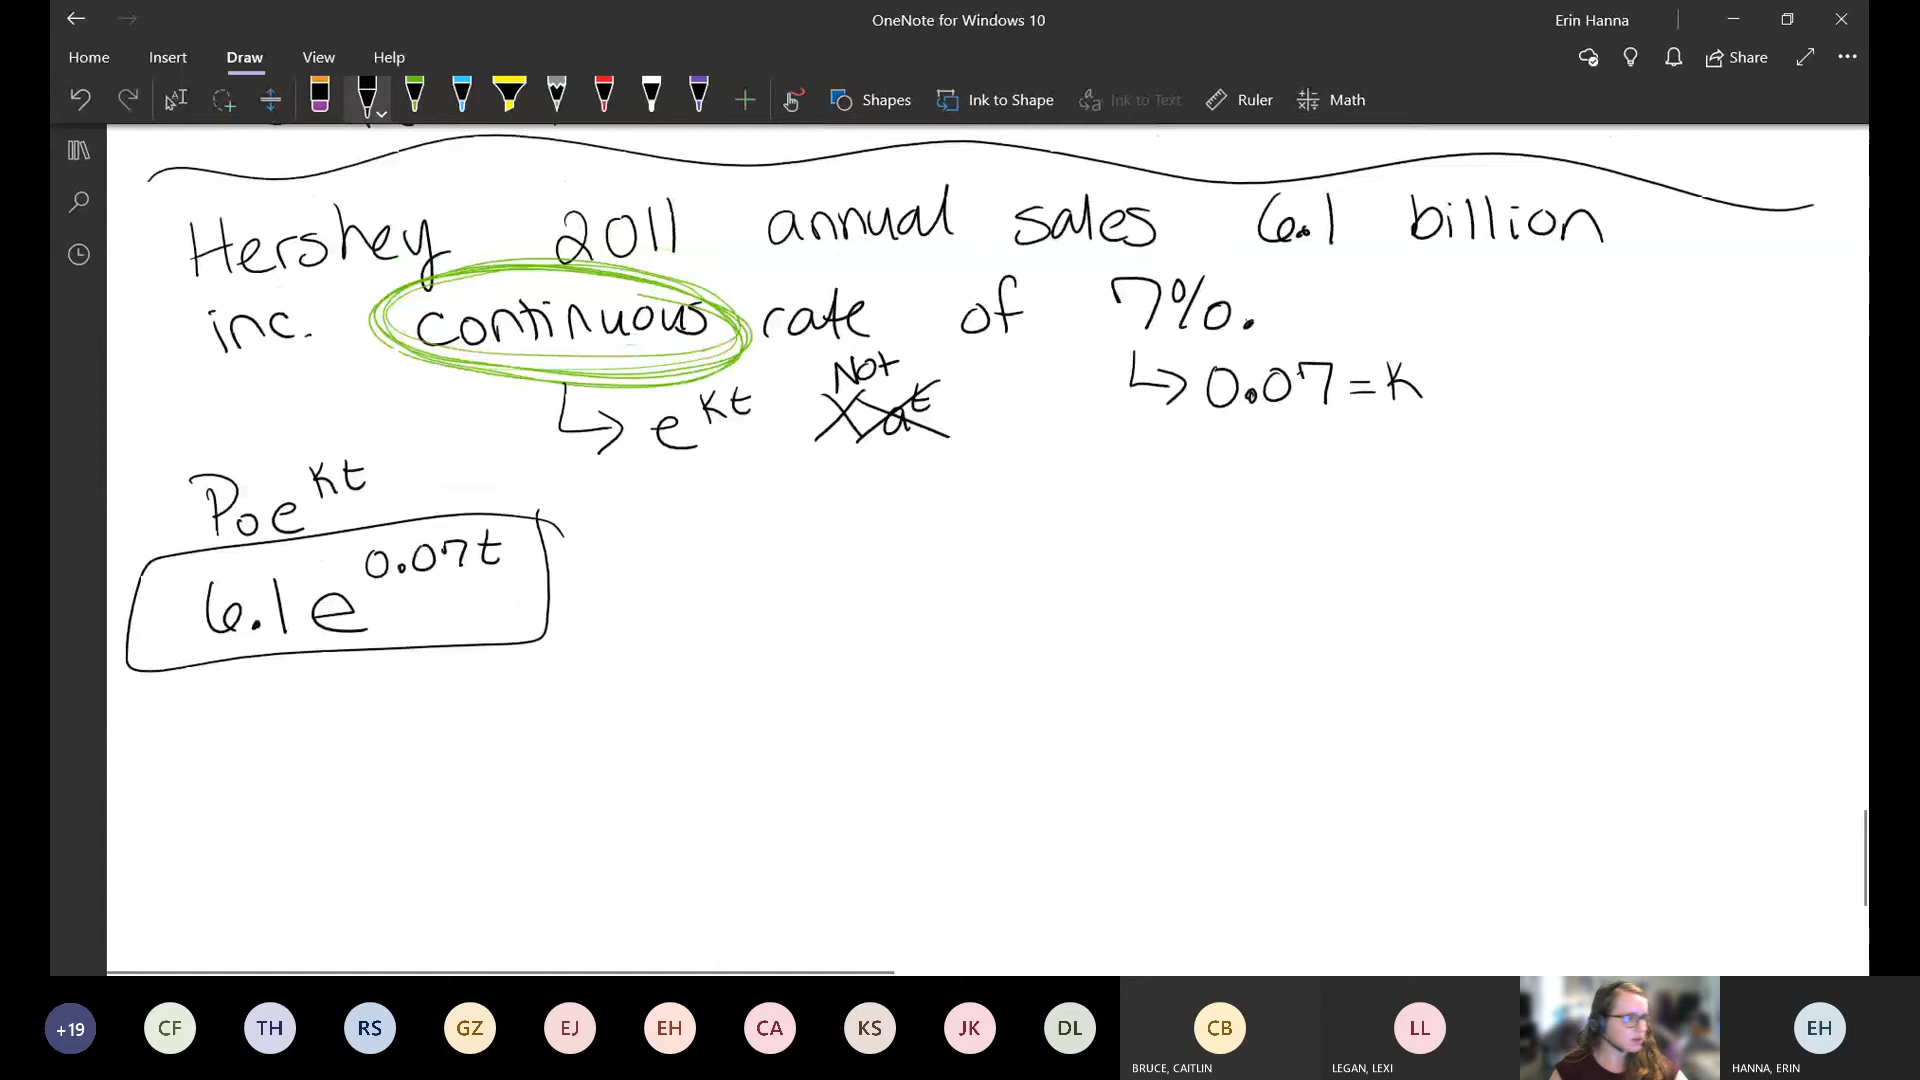 OneNote for Windows 10
Erin Hanna
Home Insert Draw View Help
Share
Shapes Ink to Shape Ink to Text Ruler Math
Hershey 2011 annual sales 6.1 billion
inc. continuous rate of 7%.
↳ e^kt Not a^t ↳ 0.07 = K
P₀e^kt
6.1e^0.07t
+19 CF TH RS GZ EJ EH CA KS JK DL CB LL EH
BRUCE, CAITLIN LEGAN, LEXI HANNA, ERIN